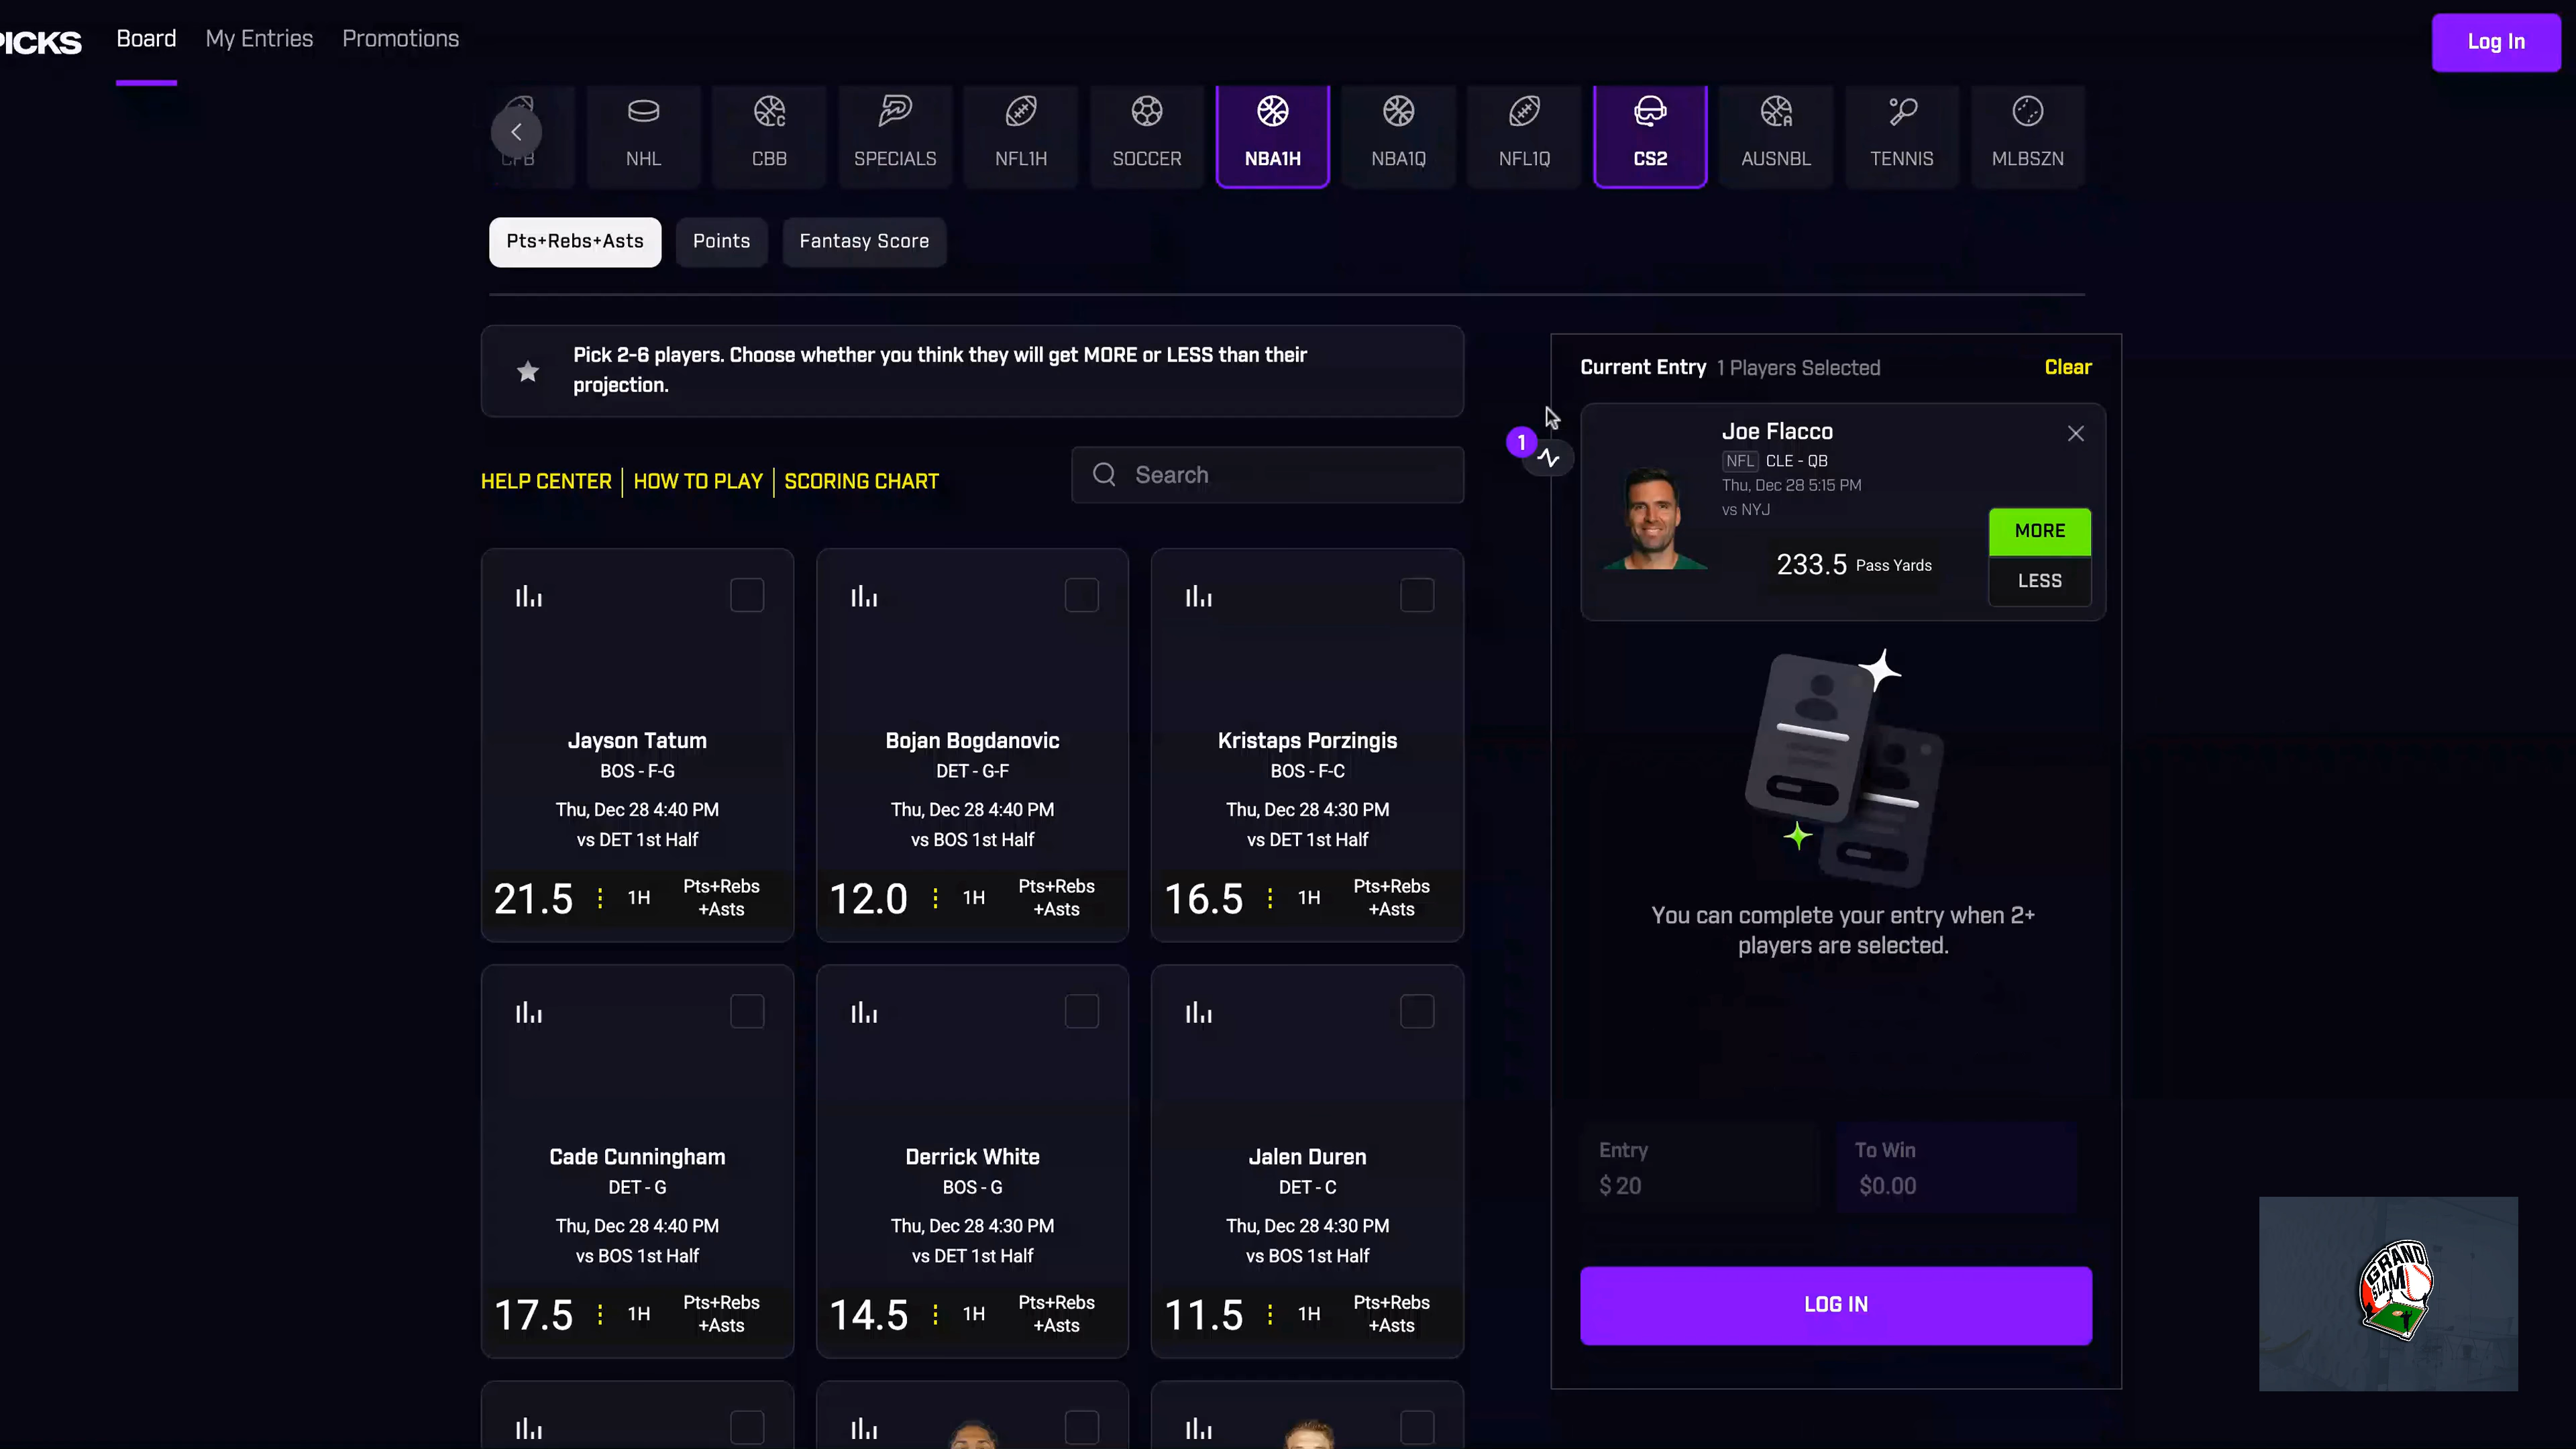 PICKS
Board
My Entries
Promotions
Log In
CFB
NHL
CBB
SPECIALS
NFL1H
SOCCER
NBA1H
NBA1Q
NFL1Q
CS2
AUSNBL
TENNIS
MLBSZN
Pts+Rebs+Asts
Points
Fantasy Score
Pick 2-6 players. Choose whether you think they will get MORE or LESS than their
projection.
HELP CENTER
HOW TO PLAY
SCORING CHART
Search
Jayson Tatum
BOS - F-G
Thu, Dec 28 4:40 PM
vs DET 1st Half
21.5
1H
Pts+Rebs
+Asts
Bojan Bogdanovic
DET - G-F
Thu, Dec 28 4:40 PM
vs BOS 1st Half
12.0
1H
Pts+Rebs
+Asts
Kristaps Porzingis
BOS - F-C
Thu, Dec 28 4:30 PM
vs DET 1st Half
16.5
1H
Pts+Rebs
+Asts
Cade Cunningham
DET - G
Thu, Dec 28 4:40 PM
vs BOS 1st Half
17.5
1H
Pts+Rebs
+Asts
Derrick White
BOS - G
Thu, Dec 28 4:30 PM
vs DET 1st Half
14.5
1H
Pts+Rebs
+Asts
Jalen Duren
DET - C
Thu, Dec 28 4:30 PM
vs BOS 1st Half
11.5
1H
Pts+Rebs
+Asts
Current Entry 1 Players Selected
Clear
1
Joe Flacco
NFL CLE - QB
Thu, Dec 28 5:15 PM
vs NYJ
233.5 Pass Yards
MORE
LESS
You can complete your entry when 2+
players are selected.
Entry
$ 20
To Win
$0.00
LOG IN
GRAND
SLAM